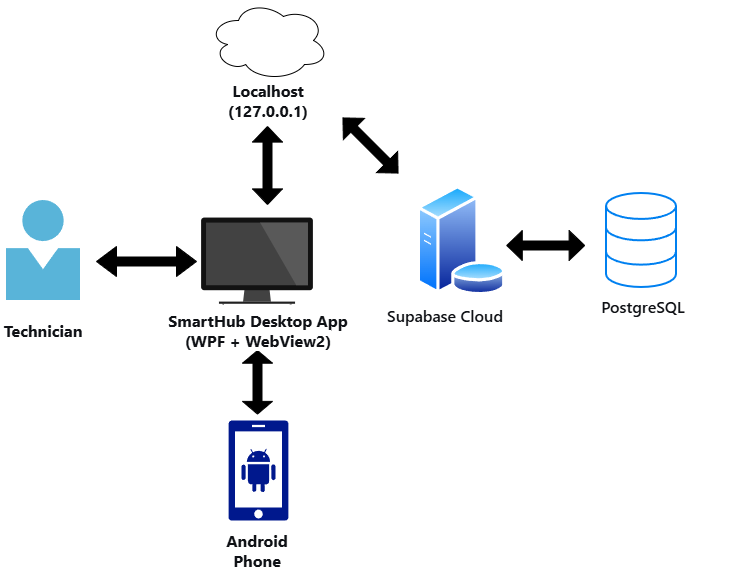 Localhost
(127.0.0.1)
Technician
SmartHub Desktop App
(WPF + WebView2)
Supabase Cloud
PostgreSQL
Android
Phone